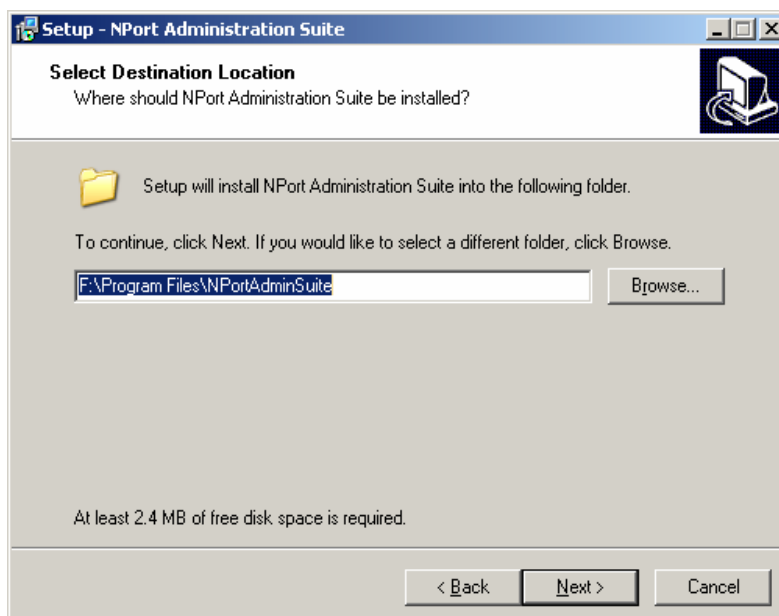 Setup - NPort Administration Suite
Select Destination Location
Where should NPort Administration Suite be installed?
Setup will install NPort Administration Suite into the following folder.
To continue, click Next. If you would like to select a different folder, click Browse.
F:\Program Files\NPortAdminSuite
Browse...
At least 2.4 MB of free disk space is required.
< Back
Next >
Cancel